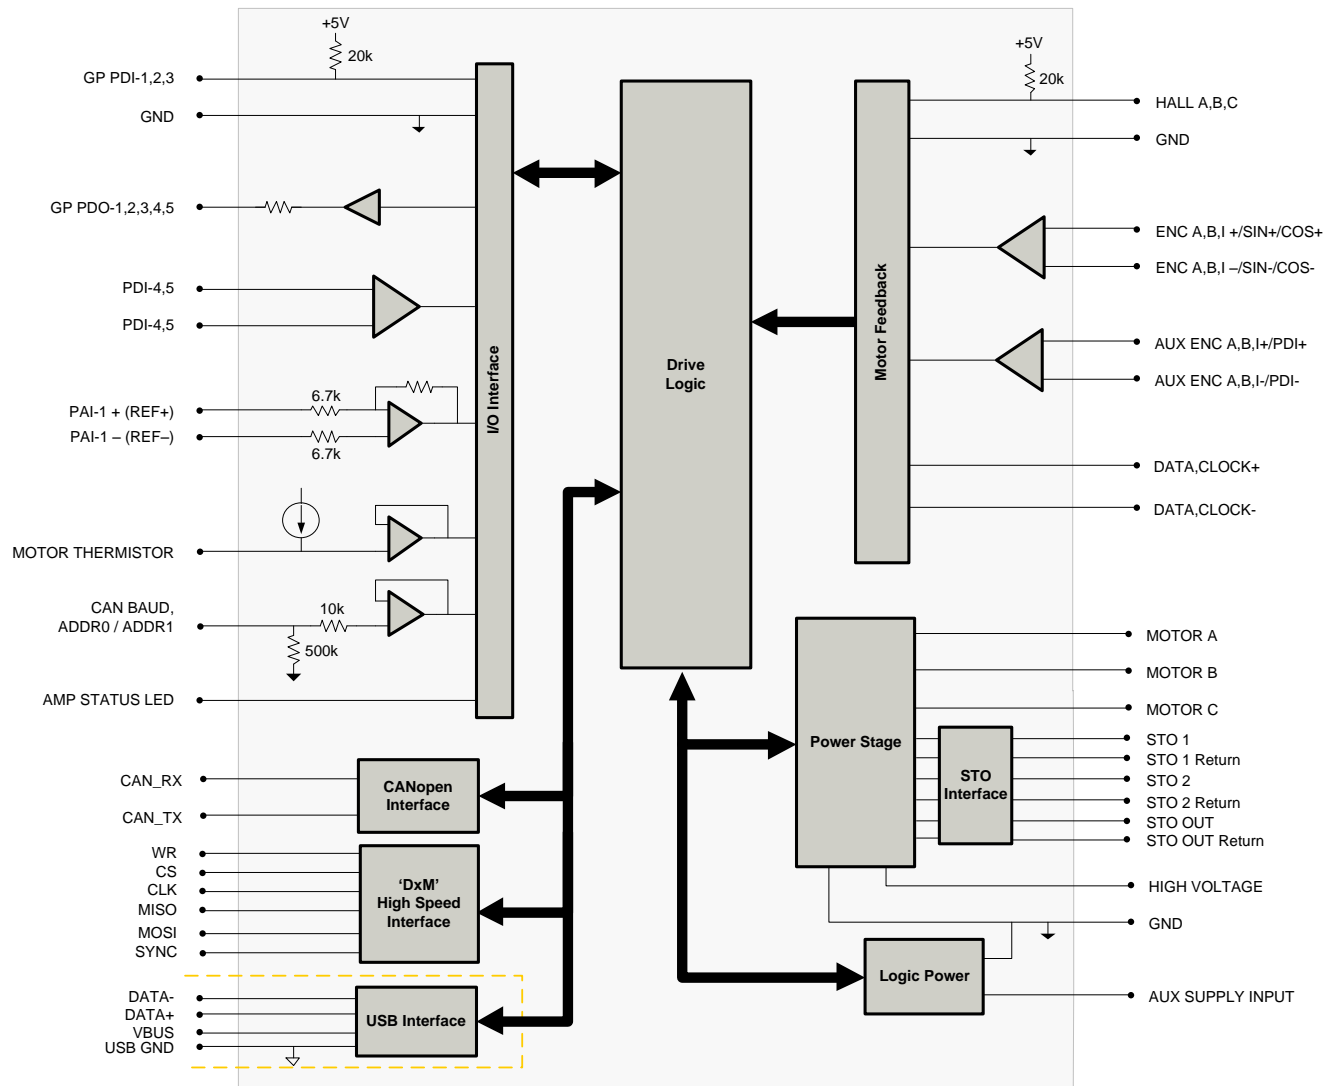 +5V
20k
GP PDI-1,2,3
GND
GP PDO-1,2,3,4,5
PDI-4,5
PDI-4,5
6.7k
PAI-1 + (REF+)
PAI-1 – (REF–)
6.7k
MOTOR THERMISTOR
CAN BAUD,
ADDR0 / ADDR1
10k
500k
AMP STATUS LED
I/O Interface
CAN_RX
CAN_TX
CANopen
Interface
WR
CS
CLK
MISO
MOSI
SYNC
‘DxM’
High Speed
Interface
DATA-
DATA+
VBUS
USB GND
USB Interface
Drive
Logic
Motor Feedback
+5V
20k
HALL A,B,C
GND
ENC A,B,I +/SIN+/COS+
ENC A,B,I –/SIN-/COS-
AUX ENC A,B,I+/PDI+
AUX ENC A,B,I-/PDI-
DATA,CLOCK+
DATA,CLOCK-
Power Stage
MOTOR A
MOTOR B
MOTOR C
STO
Interface
STO 1
STO 1 Return
STO 2
STO 2 Return
STO OUT
STO OUT Return
HIGH VOLTAGE
GND
Logic Power
AUX SUPPLY INPUT